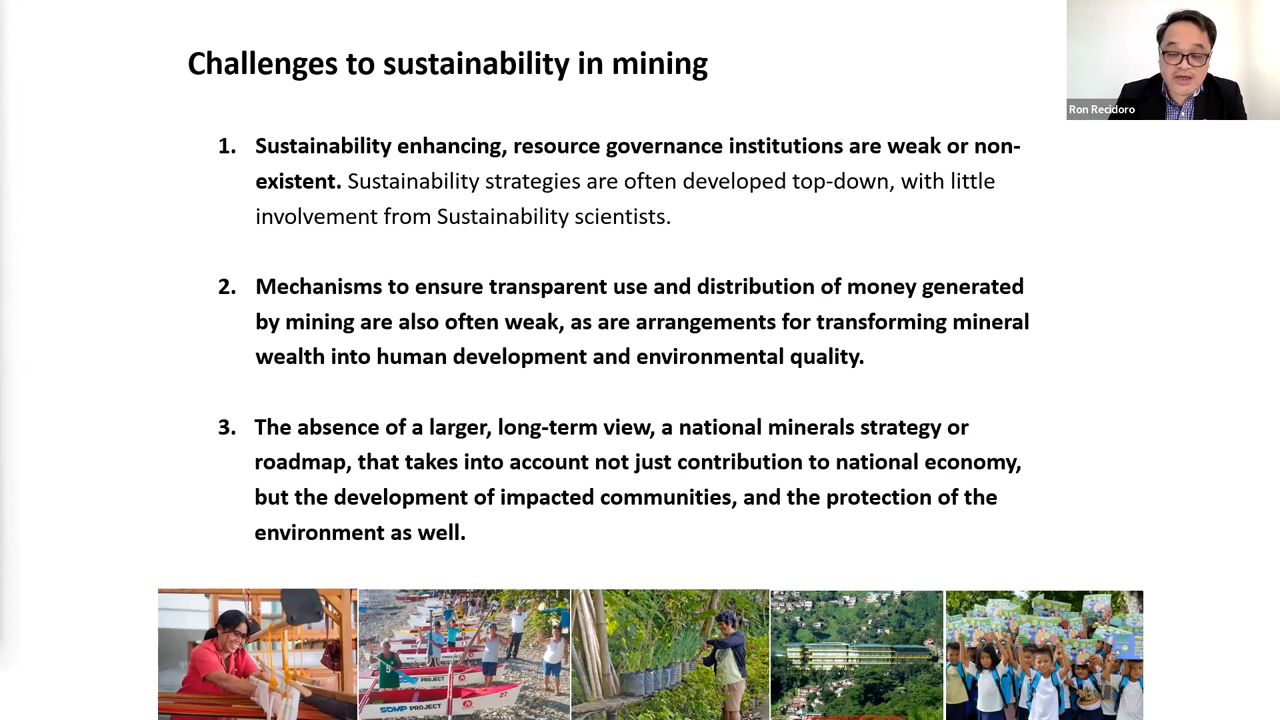 Challenges to sustainability in mining
Ron Recidoro
1. Sustainability enhancing, resource governance institutions are weak or non-
existent. Sustainability strategies are often developed top-down, with little
involvement from Sustainability scientists.
2. Mechanisms to ensure transparent use and distribution of money generated
by mining are also often weak, as are arrangements for transforming mineral
wealth into human development and environmental quality.
3. The absence of a larger, long-term view, a national minerals strategy or
roadmap, that takes into account not just contribution to national economy,
but the development of impacted communities, and the protection of the
environment as well.
PROJECT
SDMP PROJECT
27